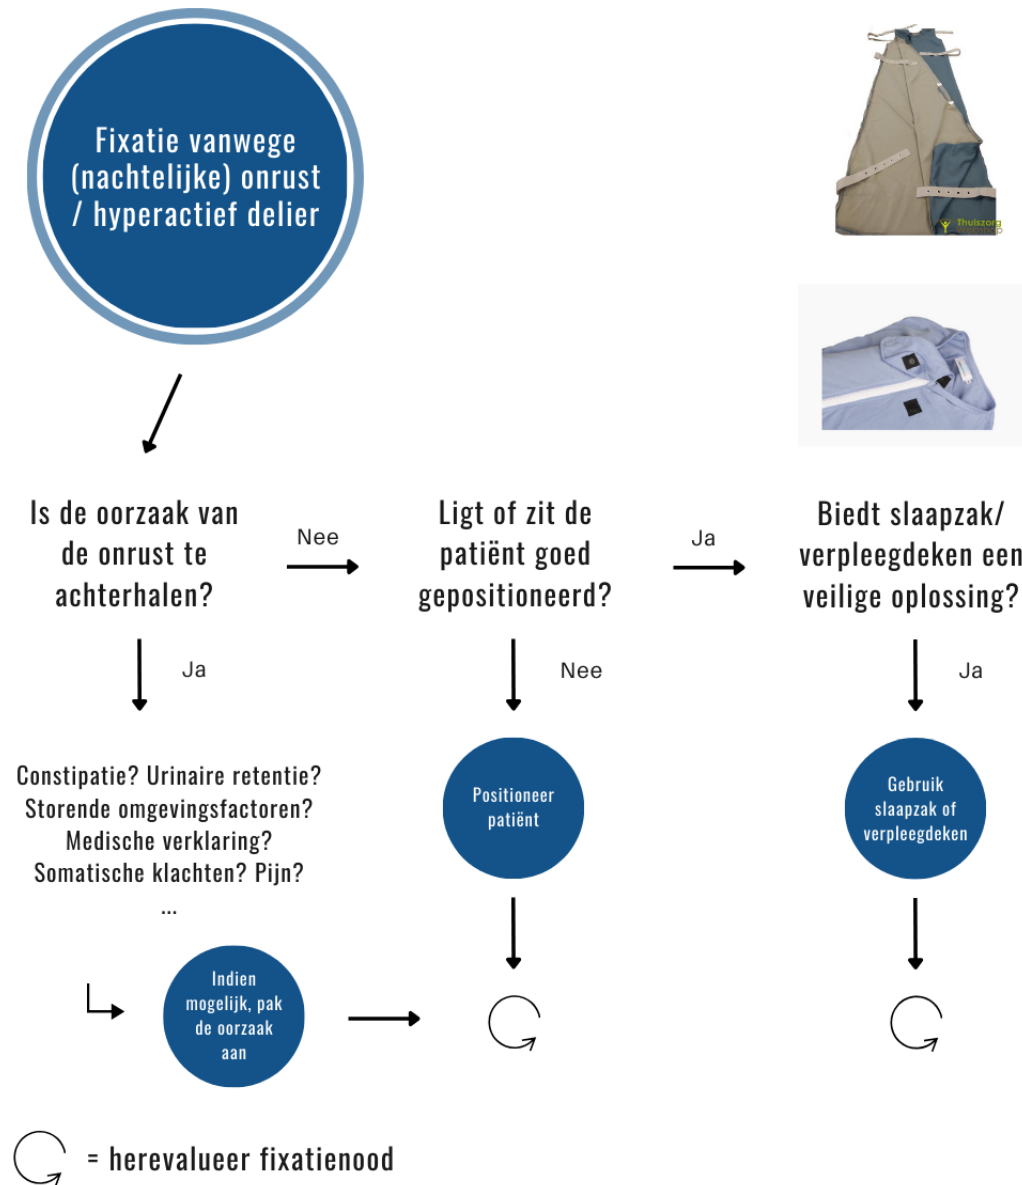 Fixatie vanwege
(nachtelijke) onrust
/ hyperactief delier
Thuiszorg
Is de oorzaak van
de onrust te
achterhalen?
Nee
Ligt of zit de
patiënt goed
gepositioneerd?
Ja
Biedt slaapzak/
verpleegdeken een
veilige oplossing?
Ja
Nee
Ja
Constipatie? Urinaire retentie?
Storende omgevingsfactoren?
Medische verklaring?
Somatische klachten? Pijn?
...
Positioneer
patiënt
Gebruik
slaapzak of
verpleegdeken
Indien
mogelijk, pak
de oorzaak
aan
= herevalueer fixatienood